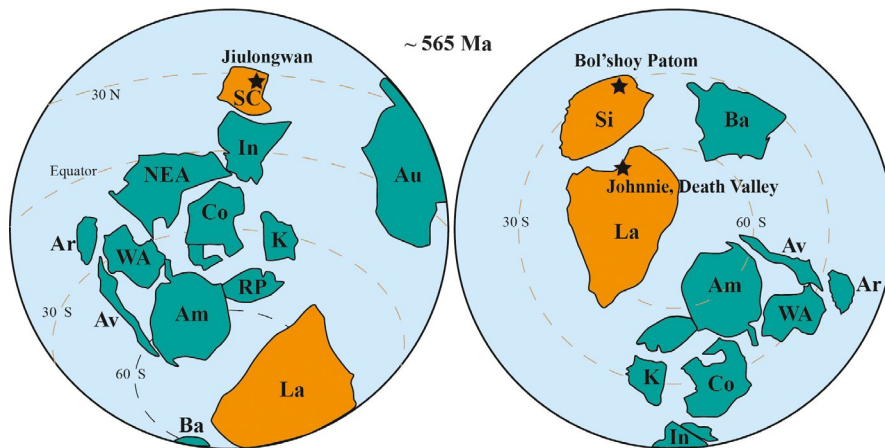 ~ 565 Ma
Jiulongwan
30 N
SC
In
Equator
NEA
Au
Co
Ar
WA
K
RP
30 S
Av
Am
60 S
La
Ba
Bol'shoy Patom
Si
Ba
Johnnie, Death Valley
30 S
La
60 S
Av
Am
Ar
WA
K
Co
In